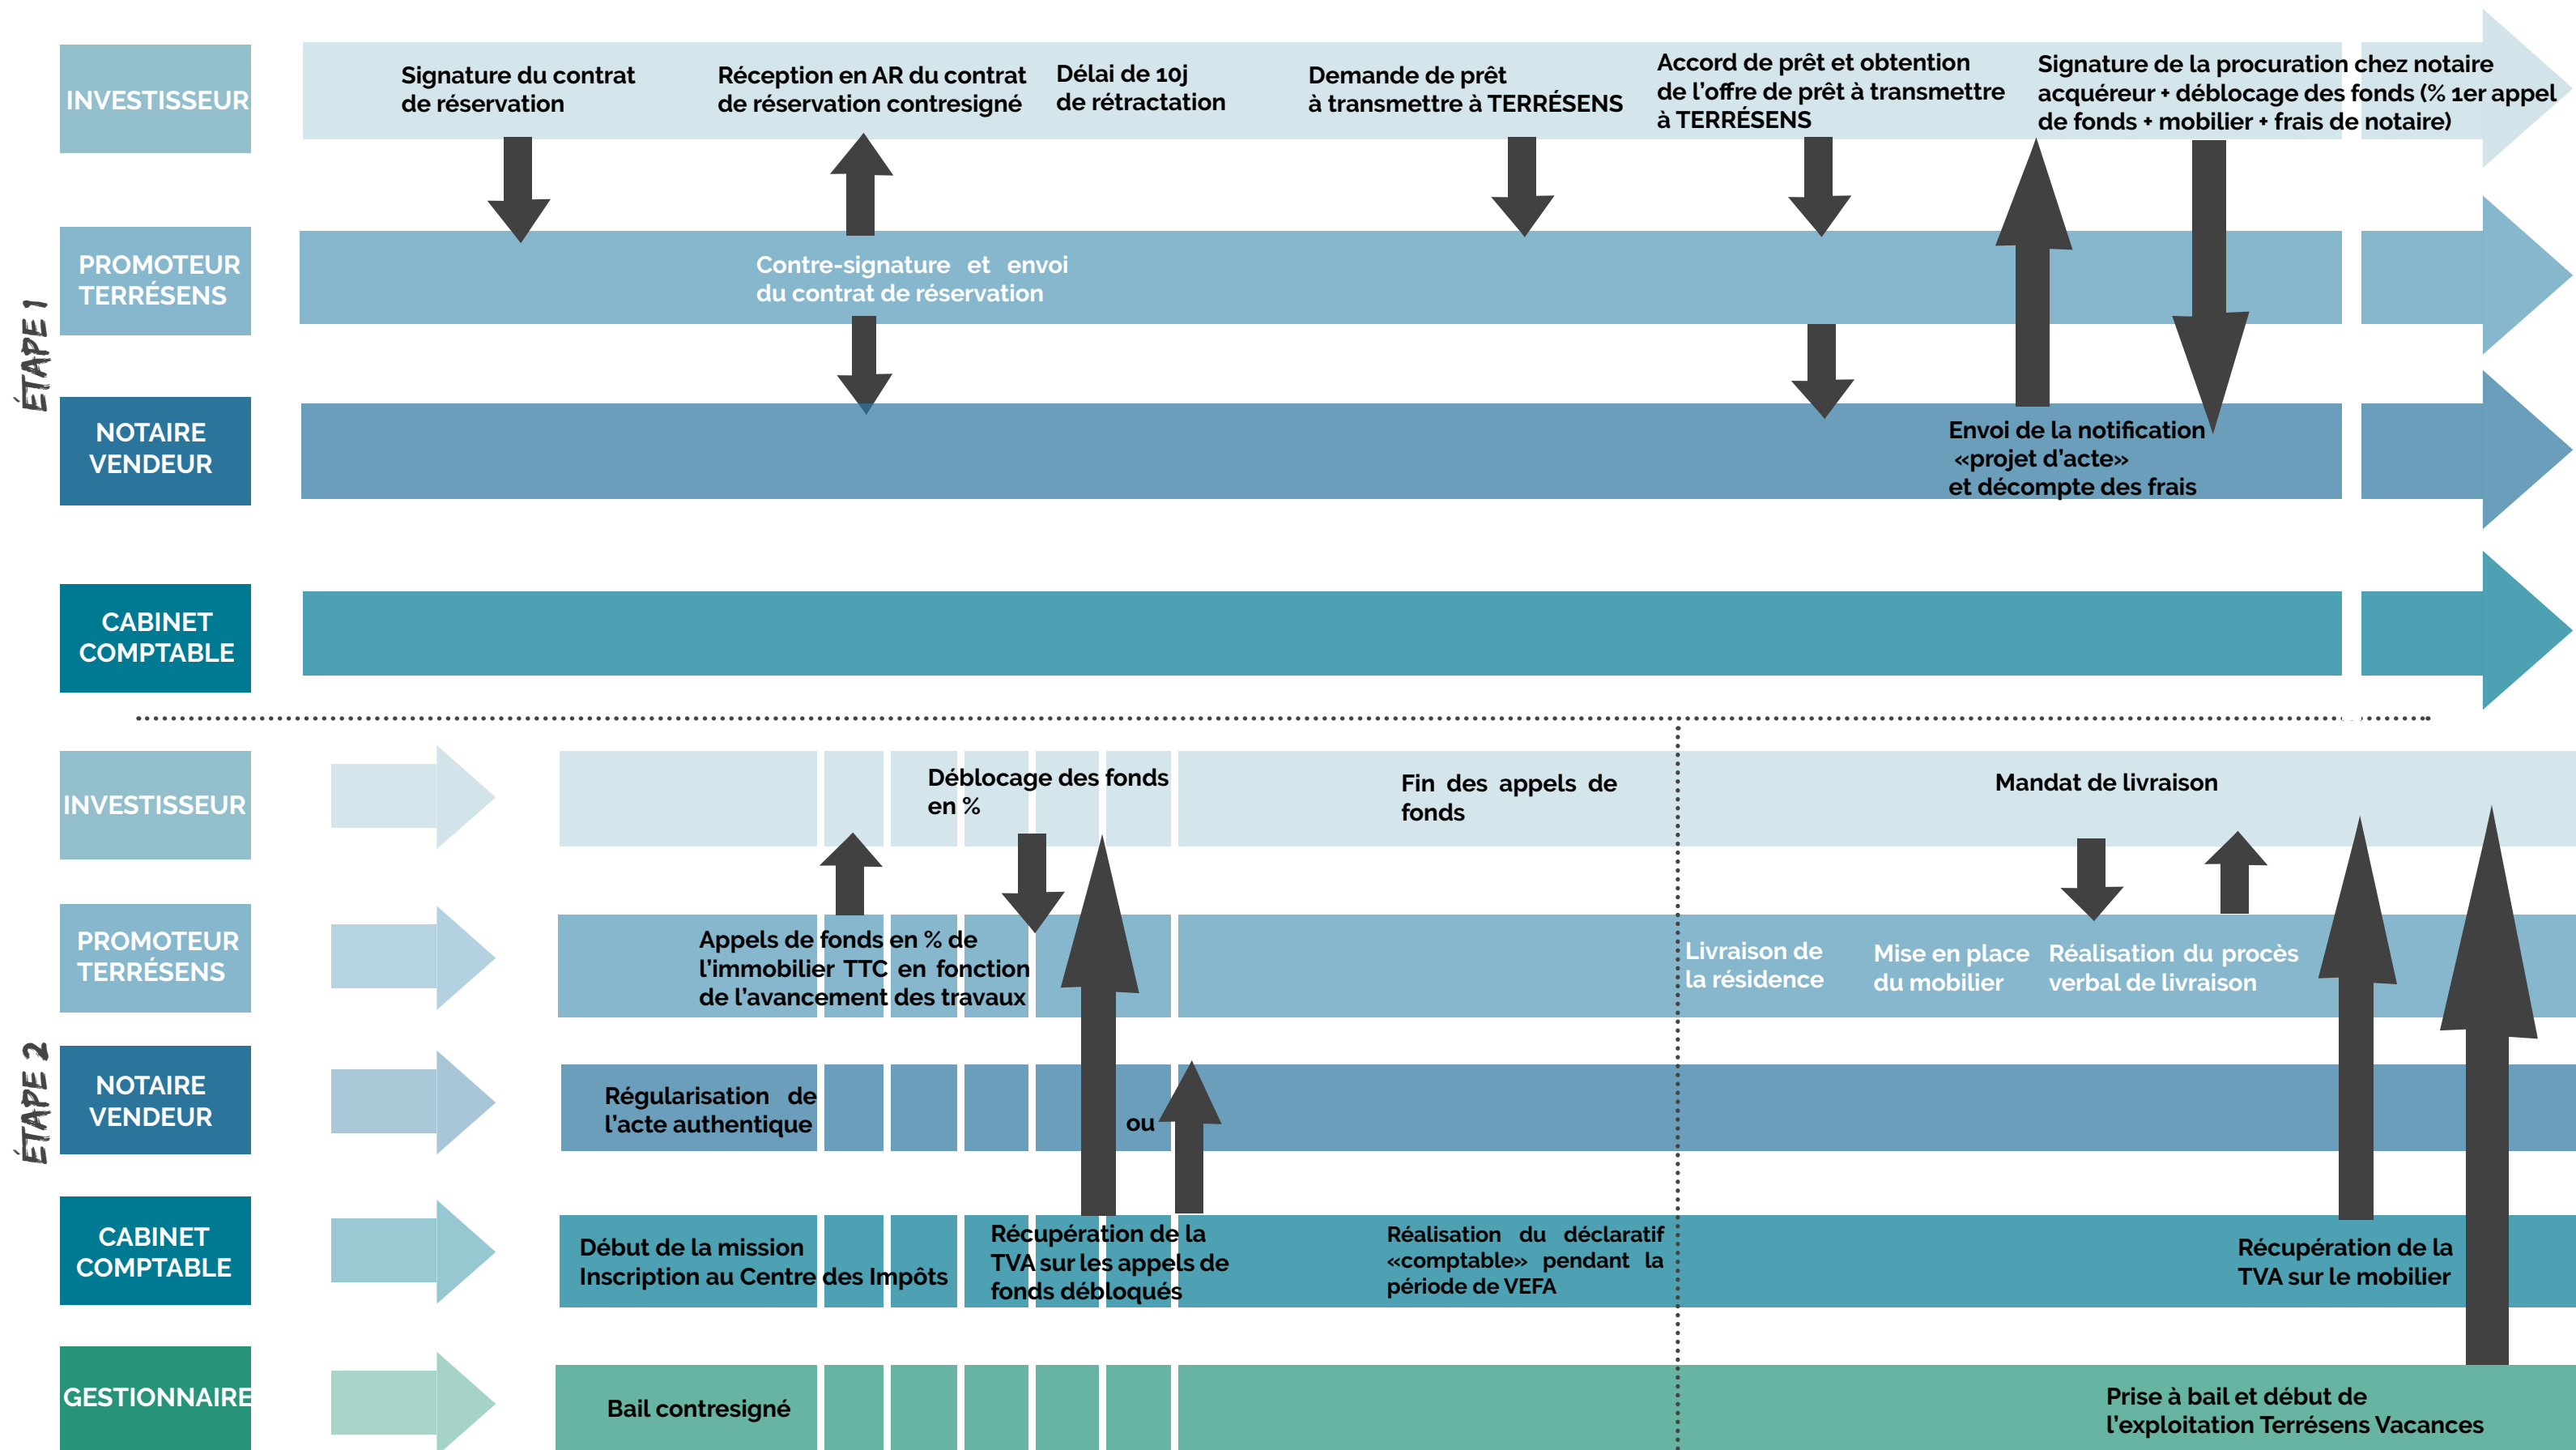 ÉTAPE 1
INVESTISSEUR
Signature du contrat
de réservation
Réception en AR du contrat
de réservation contresigné
Délai de 10j
de rétractation
Demande de prêt
à transmettre à TERRÉSENS
Accord de prêt et obtention
de l'offre de prêt à transmettre
à TERRÉSENS
Signature de la procuration chez notaire
acquéreur + déblocage des fonds (% 1er appel
de fonds + mobilier + frais de notaire)
PROMOTEUR
TERRÉSENS
Contre-signature et envoi
du contrat de réservation
NOTAIRE
VENDEUR
Envoi de la notification
«projet d'acte»
et décompte des frais
CABINET
COMPTABLE
ÉTAPE 2
INVESTISSEUR
Déblocage des fonds
en %
Fin des appels de
fonds
Mandat de livraison
PROMOTEUR
TERRÉSENS
Appels de fonds en % de
l'immobilier TTC en fonction
de l'avancement des travaux
Livraison de
la résidence
Mise en place
du mobilier
Réalisation du procès
verbal de livraison
NOTAIRE
VENDEUR
Régularisation de
l'acte authentique
ou
CABINET
COMPTABLE
Début de la mission
Inscription au Centre des Impôts
Récupération de la
TVA sur les appels de
fonds débloqués
Réalisation du déclaratif
«comptable» pendant la
période de VEFA
Récupération de la
TVA sur le mobilier
GESTIONNAIRE
Bail contresigné
Prise à bail et début de
l'exploitation Terrésens Vacances